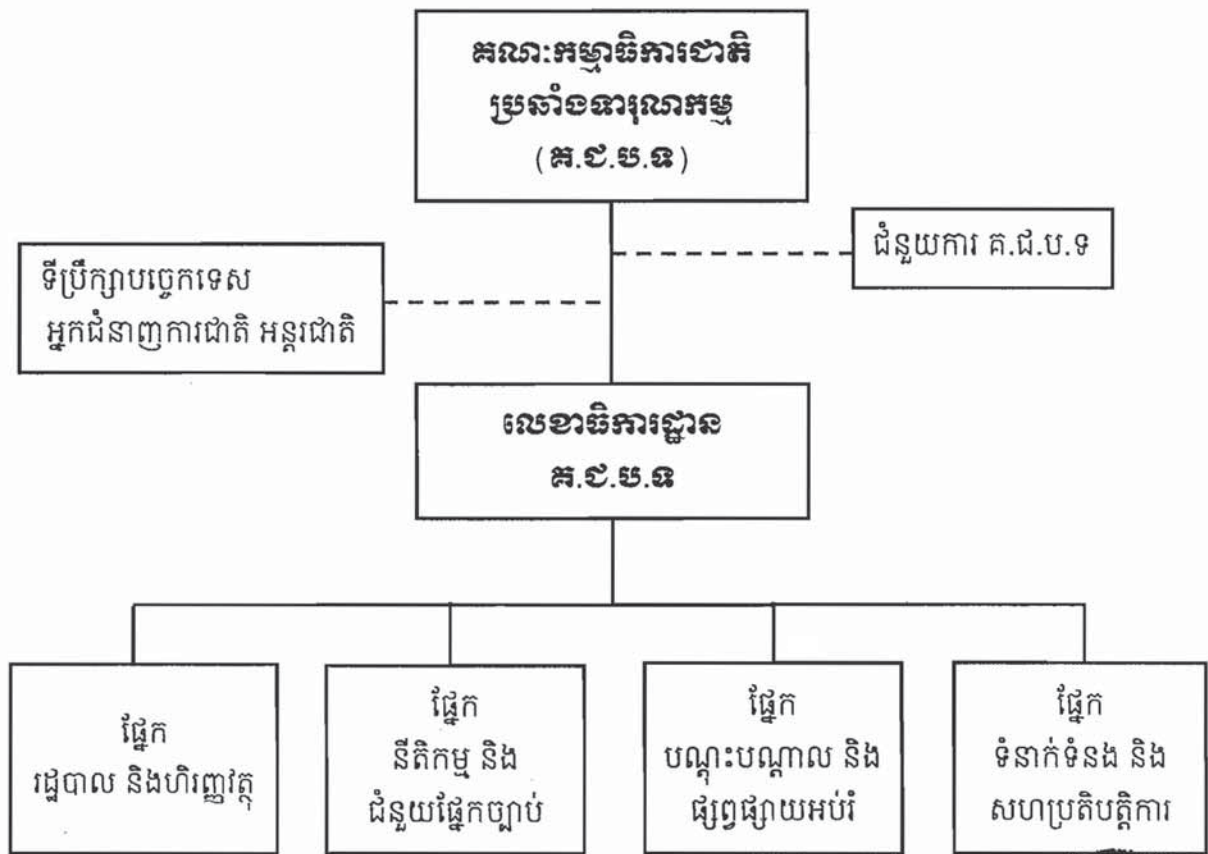 គណៈកម្មាធិការជាតិ
ប្រឆាំងទារុណកម្ម
(គ.ជ.ប.ទ)
ជំនួយការ គ.ជ.ប.ទ
ទីប្រឹក្សាបច្ចេកទេស
អ្នកជំនាញការជាតិ អន្តរជាតិ
លេខាធិការដ្ឋាន
គ.ជ.ប.ទ
ផ្នែក
រដ្ឋបាល និងហិរញ្ញវត្ថុ
ផ្នែក
នីតិកម្ម និង
ជំនួយផ្នែកច្បាប់
ផ្នែក
បណ្តុះបណ្តាល និង
ផ្សព្វផ្សាយអប់រំ
ផ្នែក
ទំនាក់ទំនង និង
សហប្រតិបត្តិការ